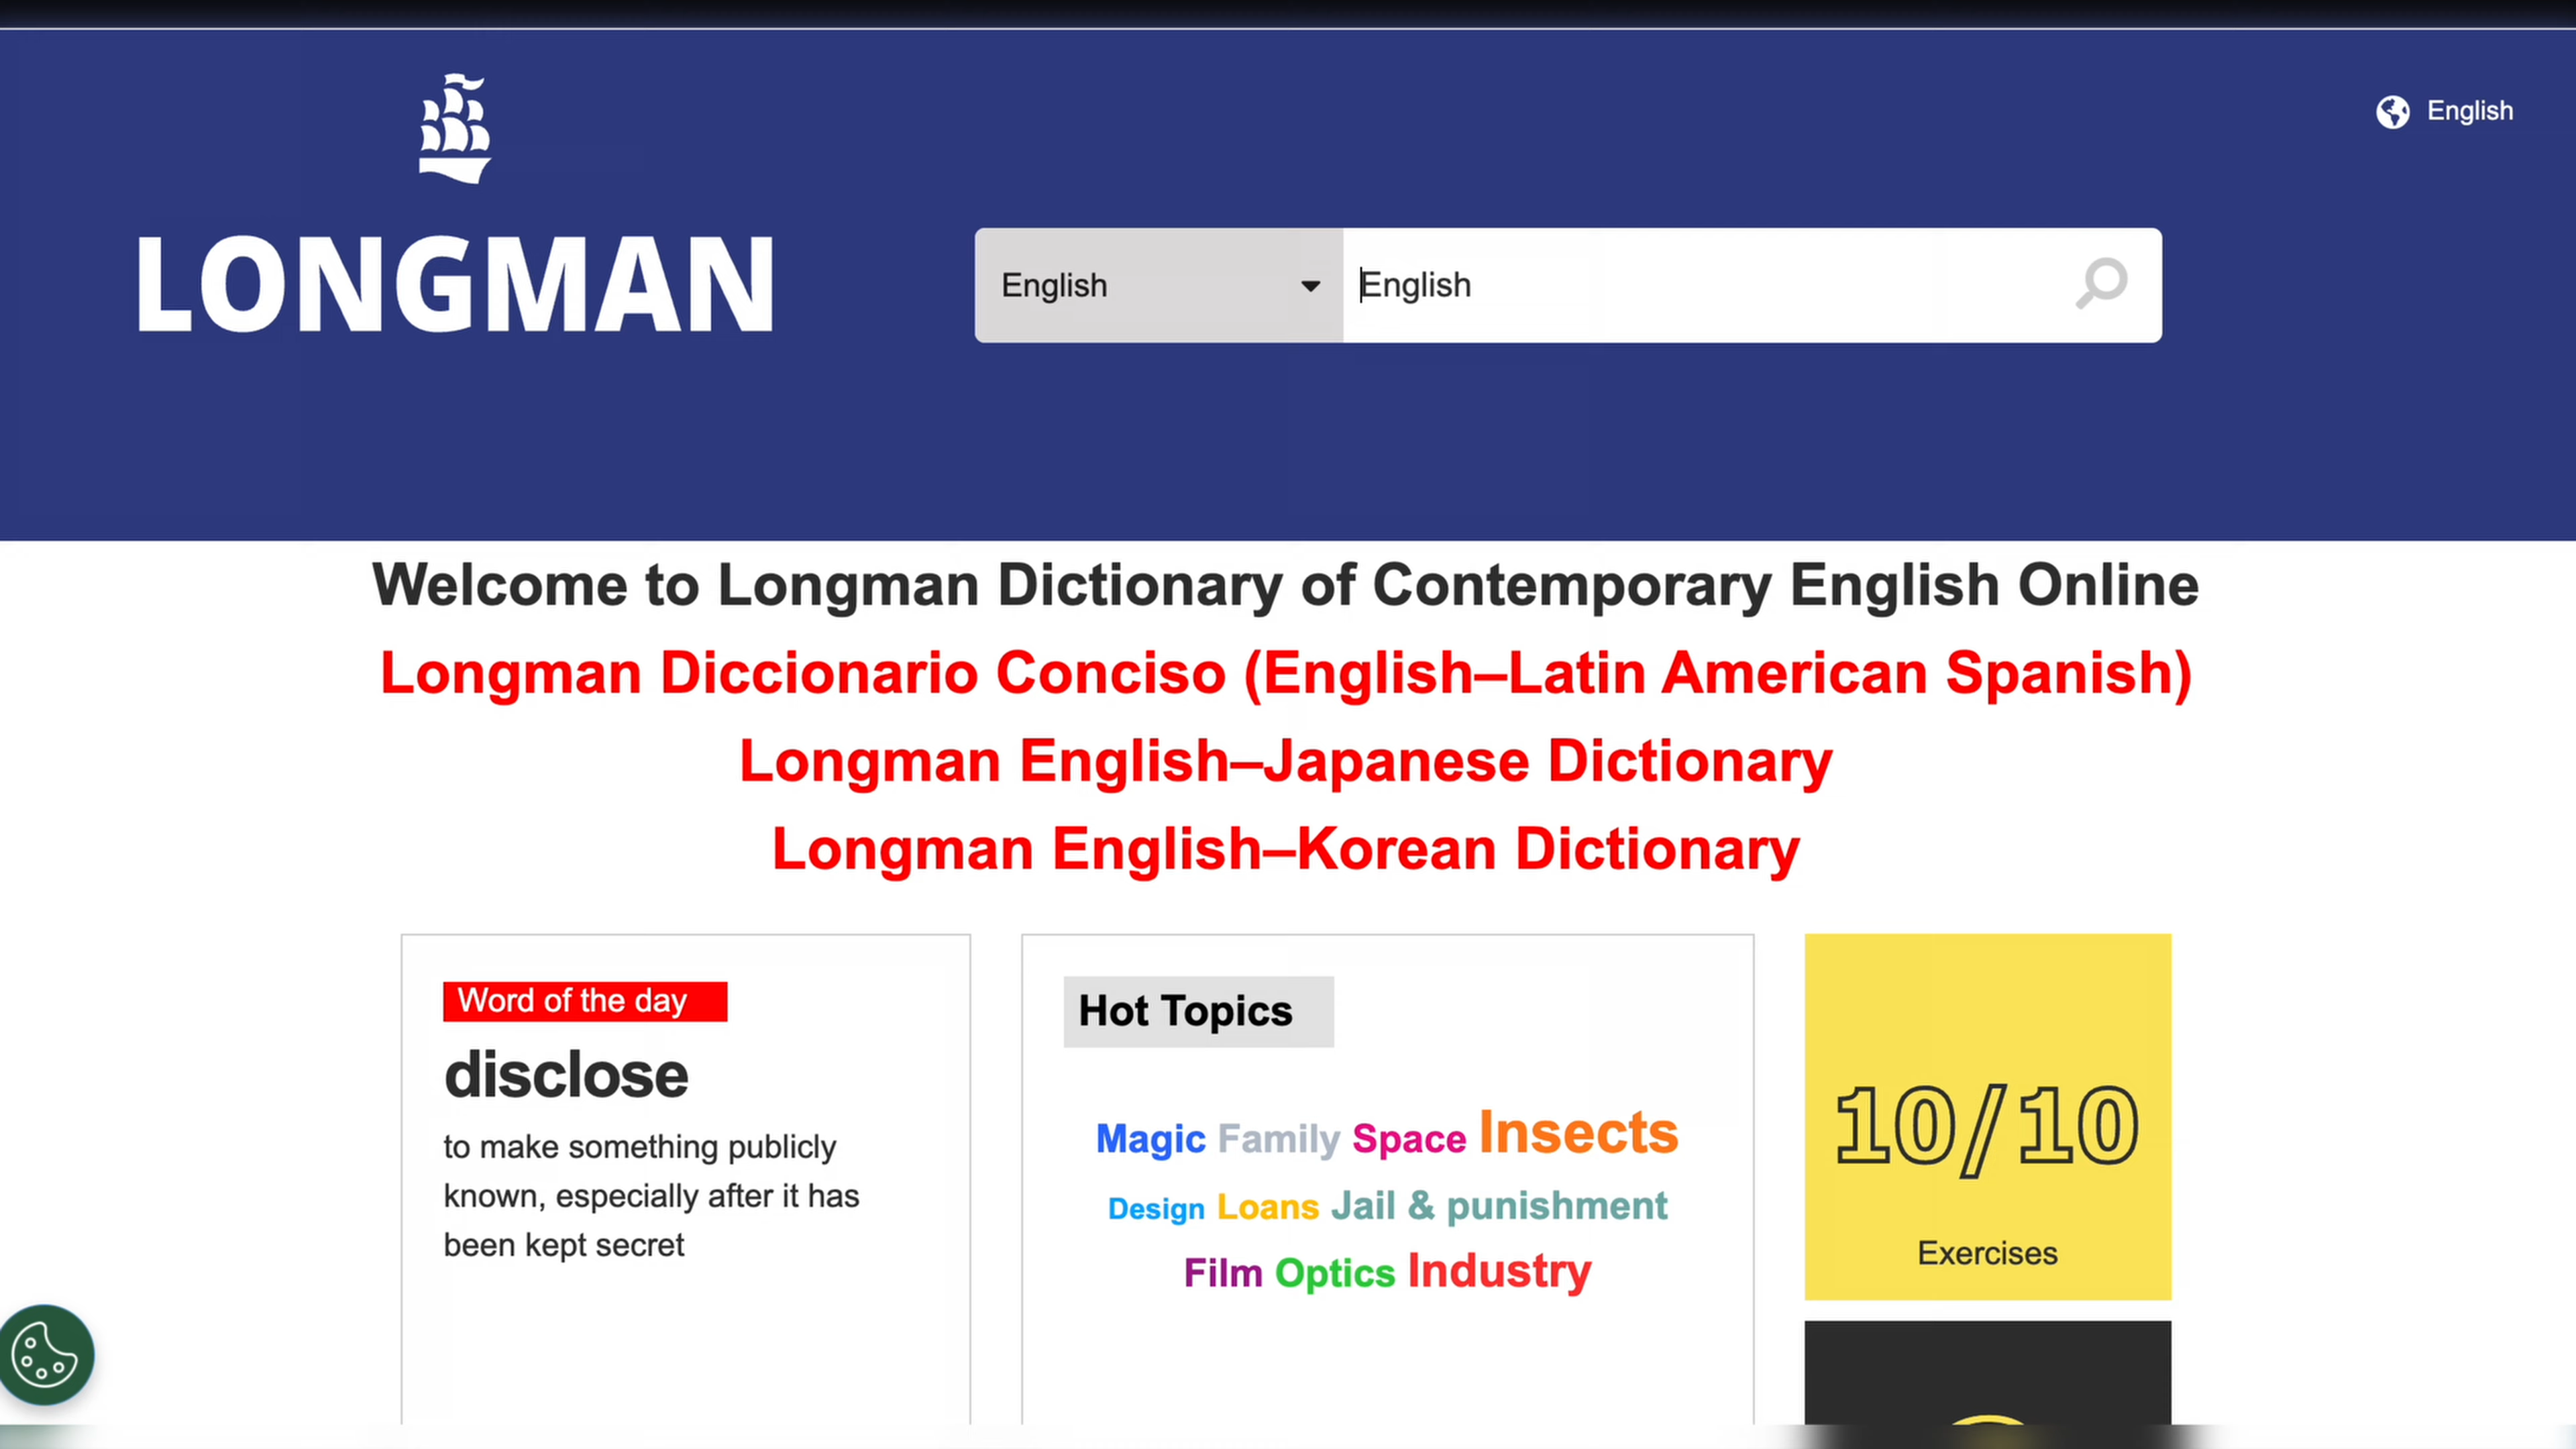 English
LONGMAN
English
English
Welcome to Longman Dictionary of Contemporary English Online
Longman Diccionario Conciso (English–Latin American Spanish)
Longman English–Japanese Dictionary
Longman English–Korean Dictionary
Word of the day
disclose
to make something publicly
known, especially after it has
been kept secret
Hot Topics
Magic Family Space Insects
Design Loans Jail & punishment
Film Optics Industry
10/10
Exercises